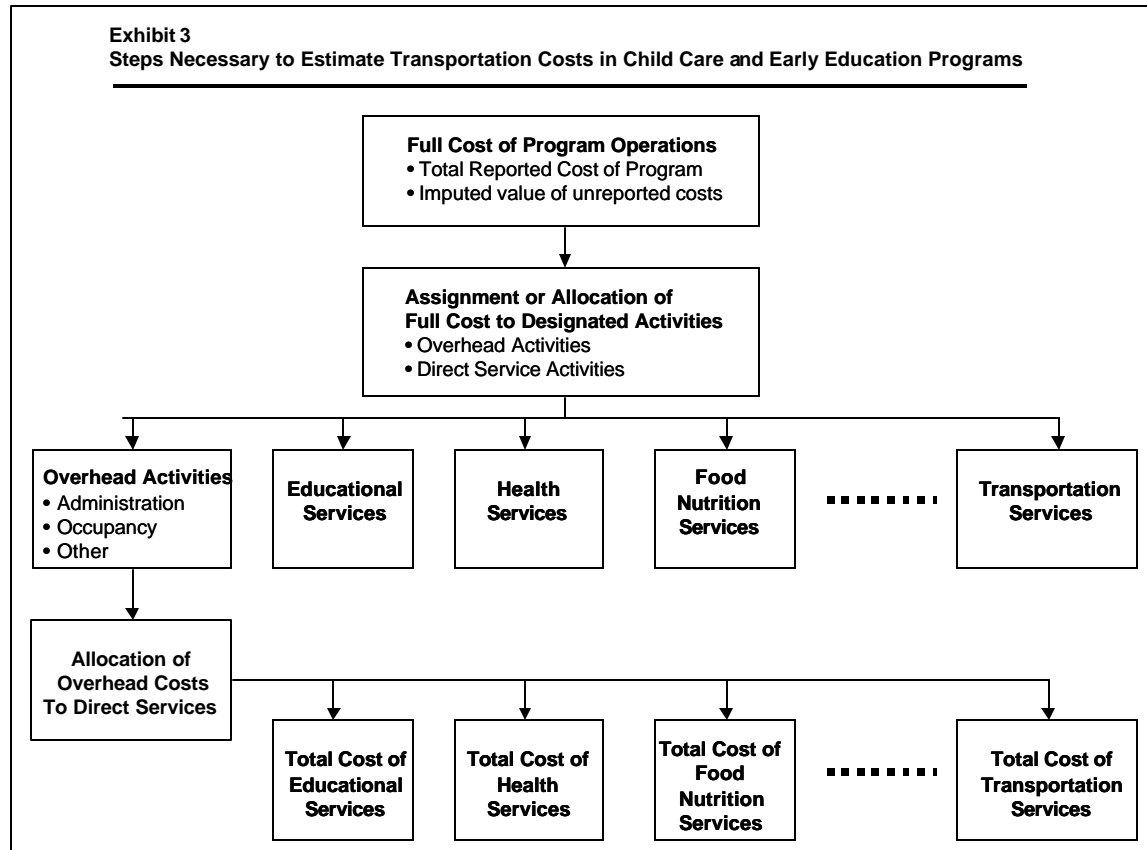 Exhibit 3
Steps Necessary to Estimate Transportation Costs in Child Care and Early Education Programs
Full Cost of Program Operations
• Total Reported Cost of Program
• Imputed value of unreported costs
Assignment or Allocation of
Full Cost to Designated Activities
• Overhead Activities
• Direct Service Activities
Overhead Activities
• Administration
• Occupancy
• Other
Educational
Services
Health
Services
Food
Nutrition
Services
Transportation
Services
Allocation of
Overhead Costs
To Direct Services
Total Cost of
Educational
Services
Total Cost of
Health
Services
Total Cost of
Food
Nutrition
Services
Total Cost of
Transportation
Services